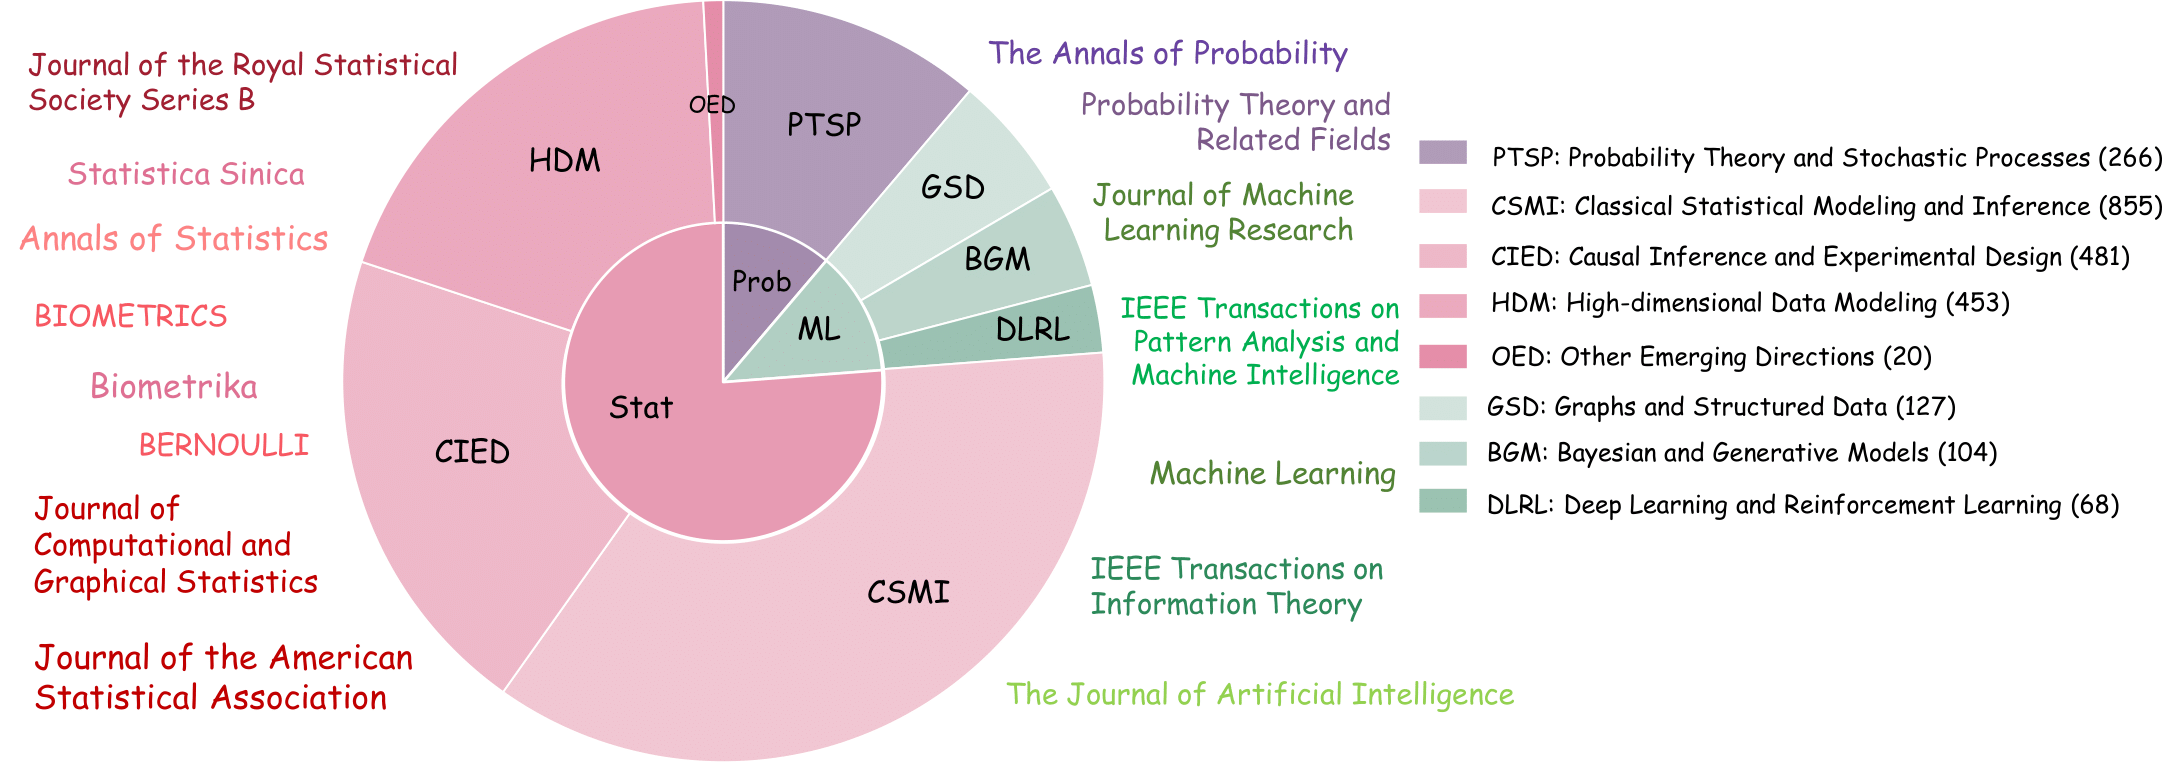 Journal of the Royal Statistical
Society Series B
Statistica Sinica
Annals of Statistics
BIOMETRICS
Biometrika
BERNOULLI
Journal of
Computational and
Graphical Statistics
Journal of the American
Statistical Association
OED
HDM
PTSP
GSD
BGM
DLRL
Prob
ML
Stat
CIED
CSMI
The Annals of Probability
Probability Theory and
Related Fields
Journal of Machine
Learning Research
IEEE Transactions on
Pattern Analysis and
Machine Intelligence
Machine Learning
IEEE Transactions on
Information Theory
The Journal of Artificial Intelligence
PTSP: Probability Theory and Stochastic Processes (266)
CSMI: Classical Statistical Modeling and Inference (855)
CIED: Causal Inference and Experimental Design (481)
HDM: High-dimensional Data Modeling (453)
OED: Other Emerging Directions (20)
GSD: Graphs and Structured Data (127)
BGM: Bayesian and Generative Models (104)
DLRL: Deep Learning and Reinforcement Learning (68)